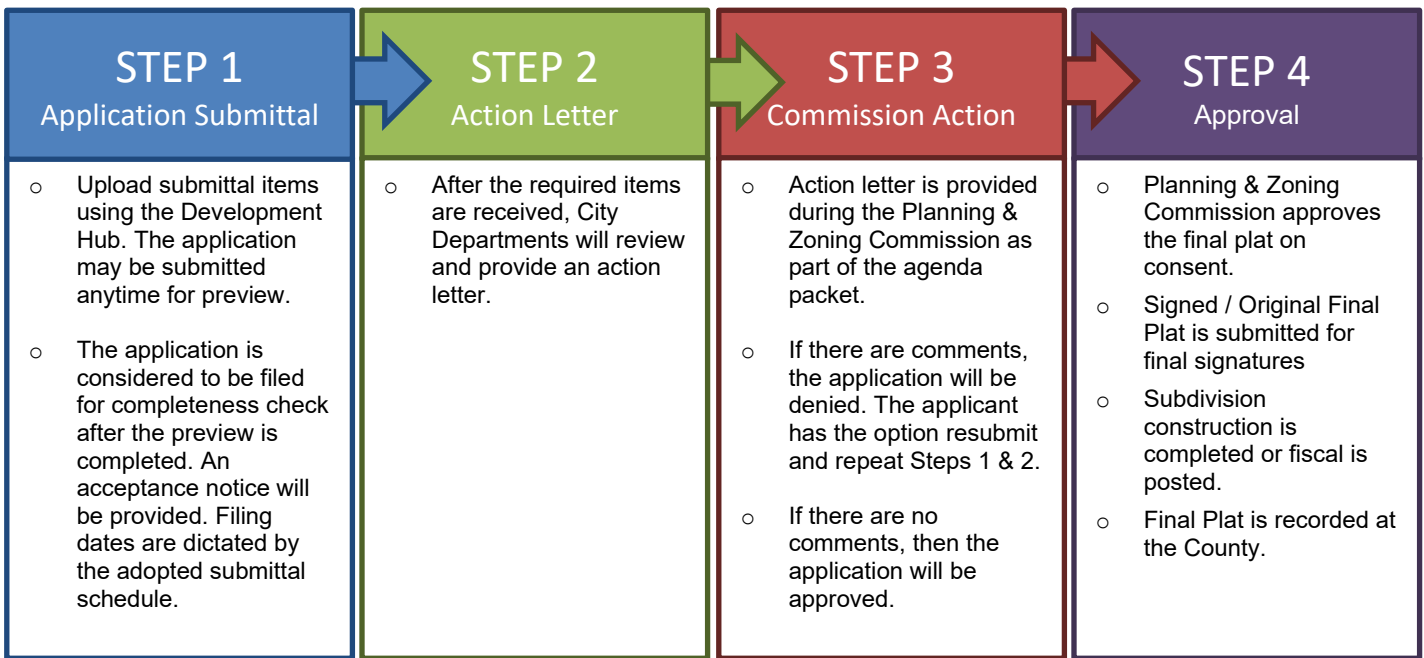 STEP 1
Application Submittal
○ Upload submittal items
using the Development
Hub. The application
may be submitted
anytime for preview.
○ The application is
considered to be filed
for completeness check
after the preview is
completed. An
acceptance notice will
be provided. Filing
dates are dictated by
the adopted submittal
schedule.
STEP 2
Action Letter
○ After the required items
are received, City
Departments will review
and provide an action
letter.
STEP 3
Commission Action
○ Action letter is provided
during the Planning &
Zoning Commission as
part of the agenda
packet.
○ If there are comments,
the application will be
denied. The applicant
has the option resubmit
and repeat Steps 1 & 2.
○ If there are no
comments, then the
application will be
approved.
STEP 4
Approval
○ Planning & Zoning
Commission approves
the final plat on
consent.
○ Signed / Original Final
Plat is submitted for
final signatures
○ Subdivision
construction is
completed or fiscal is
posted.
○ Final Plat is recorded at
the County.